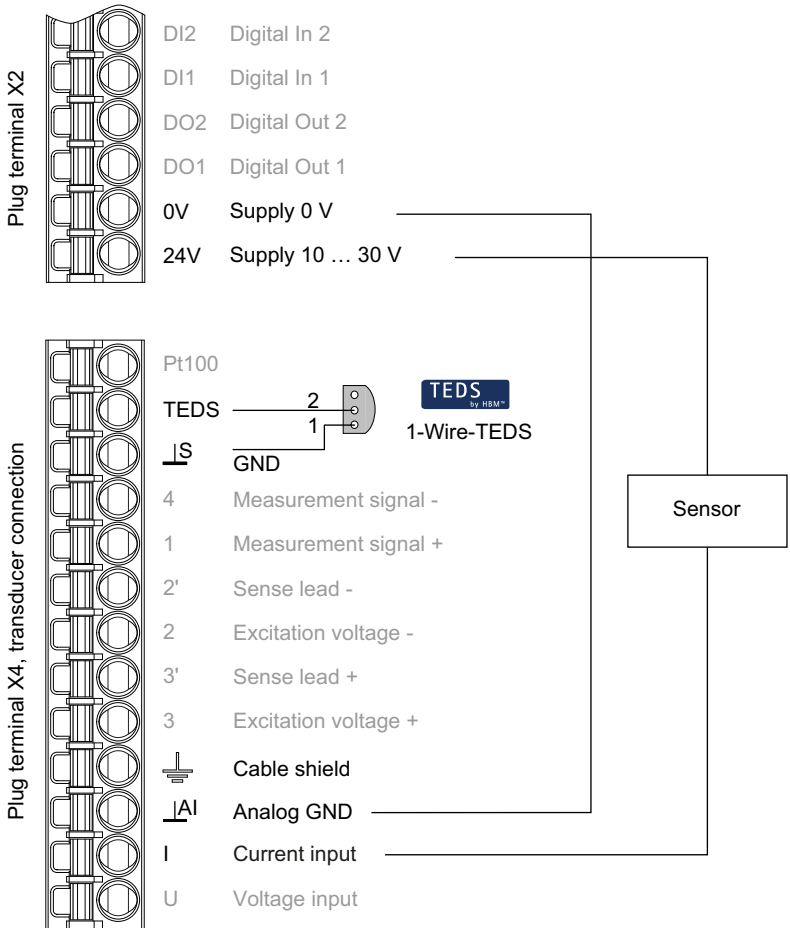 Plug terminal X2
DI2 Digital In 2
DI1 Digital In 1
DO2 Digital Out 2
DO1 Digital Out 1
0V Supply 0 V
24V Supply 10 … 30 V
Plug terminal X4, transducer connection
Pt100
TEDS 2
1
TEDS
by HBM™
1-Wire-TEDS
S GND
4 Measurement signal -
1 Measurement signal +
2' Sense lead -
2 Excitation voltage -
3' Sense lead +
3 Excitation voltage +
Cable shield
AI Analog GND
I Current input
U Voltage input
Sensor